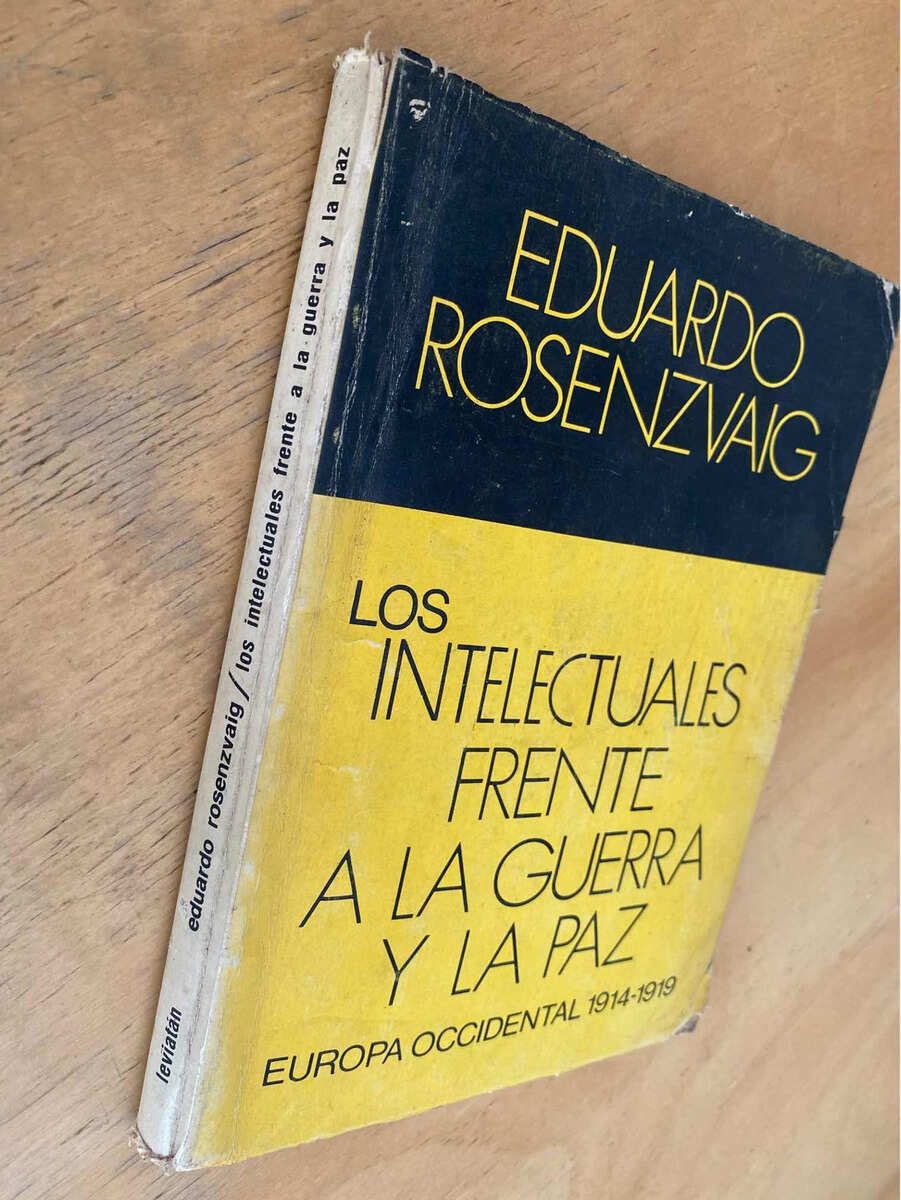 EDUARDO
ROSENZVAIG
LOS
INTELECTUALES
FRENTE
A LA GUERRA
Y LA PAZ
EUROPA OCCIDENTAL 1914-1919
leviatán eduardo rosenzvaig / los intelectuales frente a la guerra y la paz